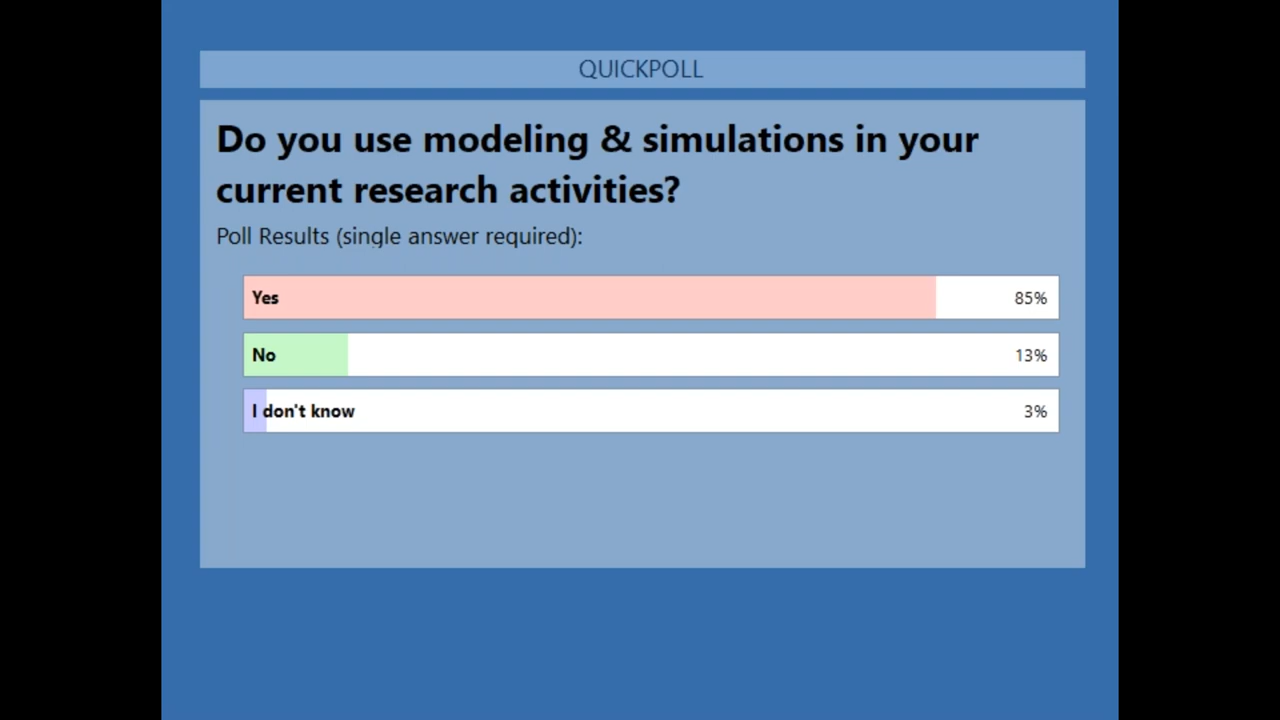 QUICKPOLL
Do you use modeling & simulations in your
current research activities?
Poll Results (single answer required):
Yes 85%
No 13%
I don't know 3%